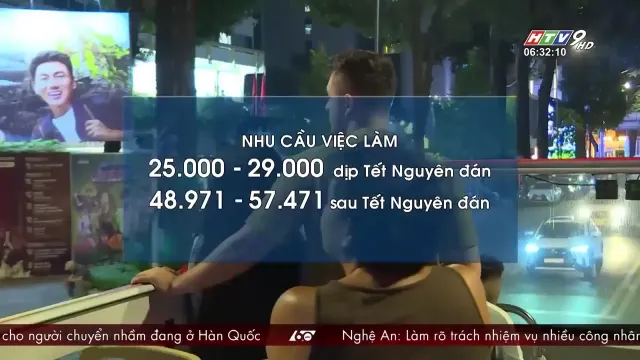 HTV9 HD
06:32:10
NHU CẦU VIỆC LÀM
25.000 - 29.000 dịp Tết Nguyên đán
48.971 - 57.471 sau Tết Nguyên đán
cho người chuyển nhầm đang ở Hàn Quốc
Nghệ An: Làm rõ trách nhiệm vụ nhiều công nhân